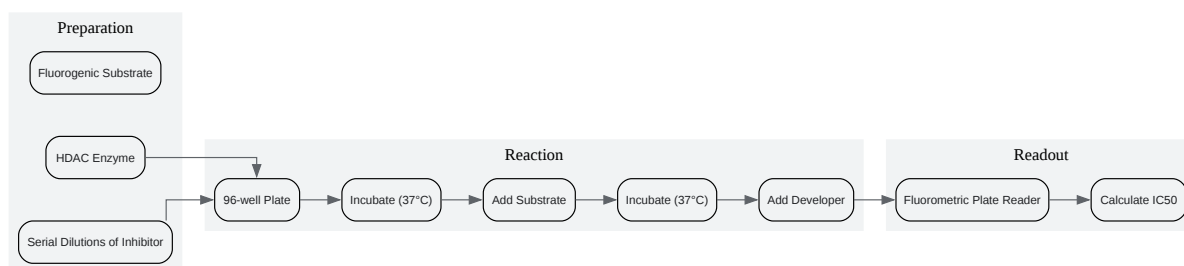 Preparation
Fluorogenic Substrate
HDAC Enzyme
Serial Dilutions of Inhibitor
Reaction
96-well Plate
Incubate (37°C)
Add Substrate
Incubate (37°C)
Add Developer
Readout
Fluorometric Plate Reader
Calculate IC50